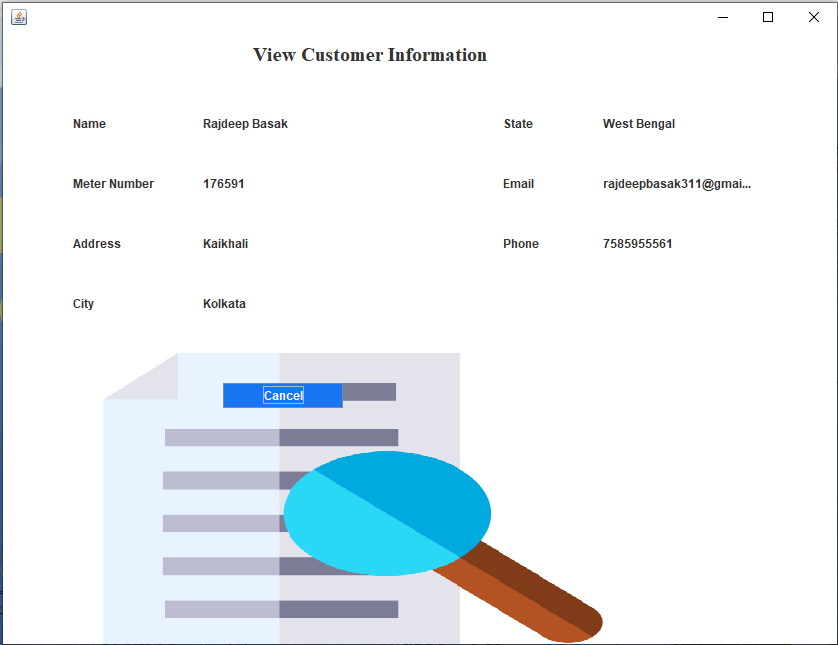 View Customer Information
Name Rajdeep Basak State West Bengal
Meter Number 176591 Email rajdeepbasak311@gmai...
Address Kaikhali Phone 7585955561
City Kolkata
Cancel